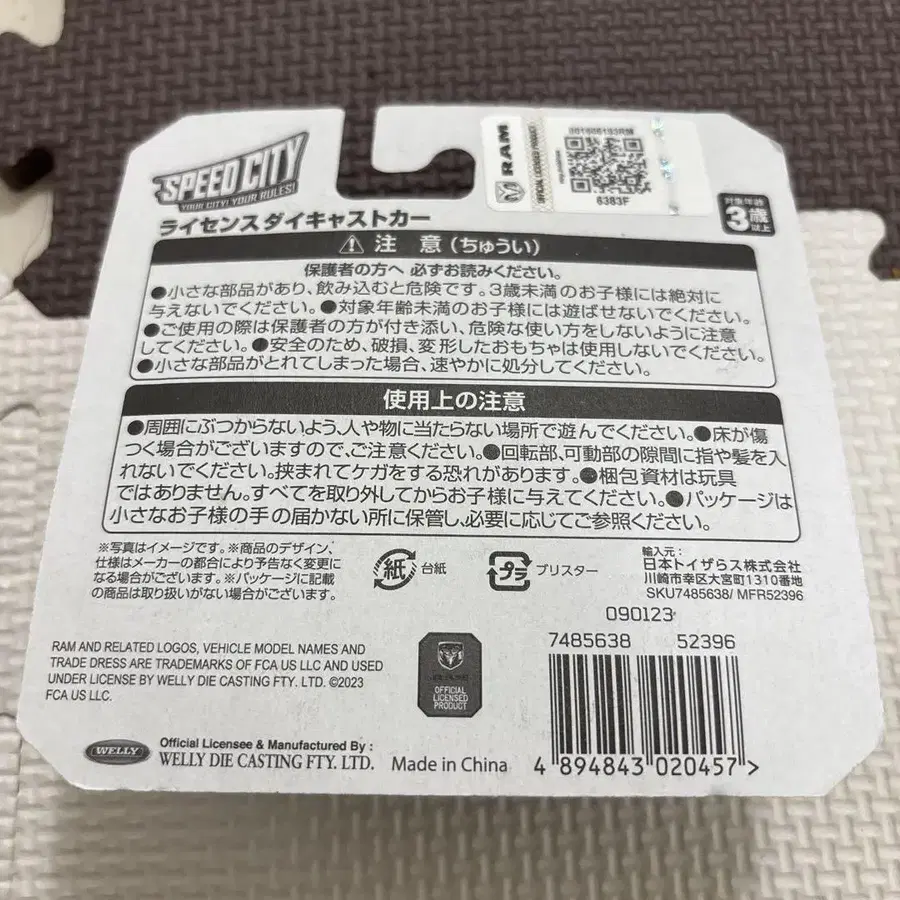 SPEED CITY
YOUR CITY! YOUR RULES!
ライセンス ダイキャストカー
RAM
OFFICIAL LICENSED PRODUCT
6383F
対象年齢
3歳
以上
注 意 (ちゅうい)
保護者の方へ 必ずお読みください。
●小さな部品があり、飲み込むと危険です。3歳未満のお子様には絶対に
与えないでください。●対象年齢未満のお子様には遊ばせないでください。
●ご使用の際は保護者の方が付き添い、危険な使い方をしないように注意
してください。●安全のため、破損、変形したおもちゃは使用しないでください。
●小さな部品がとれてしまった場合、速やかに処分してください。
使用上の注意
●周囲にぶつからないよう、人や物に当たらない場所で遊んでください。●床が傷
つく場合がございますので、ご注意ください。●回転部、可動部の隙間に指や髪を入
れないでください。挟まれてケガをする恐れがあります。●梱包資材は玩具
ではありません。すべてを取り外してからお子様に与えてください。●パッケージは
小さなお子様の手の届かない所に保管し、必要に応じてご参照ください。
※写真はイメージです。※商品のデザイン、
仕様はメーカーの都合により予告なく変更に
なる場合がございます。※パッケージに記載
の商品は取り扱いがない場合がございます。
紙 台紙
プラ ブリスター
輸入元:
日本トイザらス株式会社
川崎市幸区大宮町1310番地
SKU7485638/ MFR52396
090123
7485638 52396
RAM AND RELATED LOGOS, VEHICLE MODEL NAMES AND
TRADE DRESS ARE TRADEMARKS OF FCA US LLC AND USED
UNDER LICENSE BY WELLY DIE CASTING FTY. LTD. ©2023
FCA US LLC.
OFFICIAL
LICENSED
PRODUCT
WELLY
Official Licensee & Manufactured By :
WELLY DIE CASTING FTY. LTD.
Made in China
4 894843 020457 >